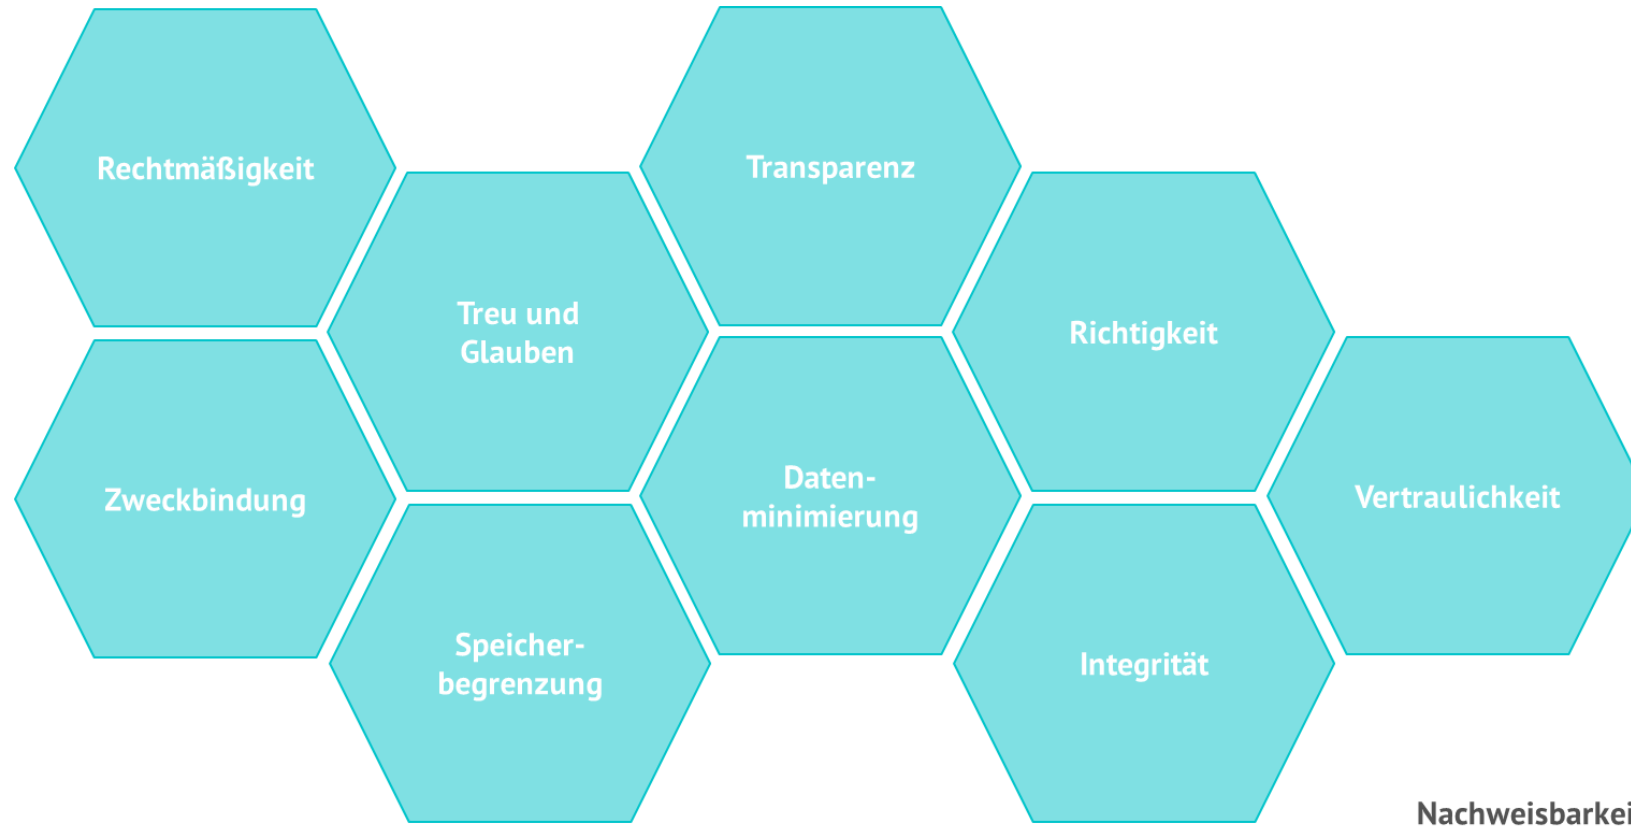 Rechtmäßigkeit
Transparenz
Treu und
Glauben
Richtigkeit
Zweckbindung
Daten-
minimierung
Vertraulichkeit
Speicher-
begrenzung
Integrität
Nachweisbarkei